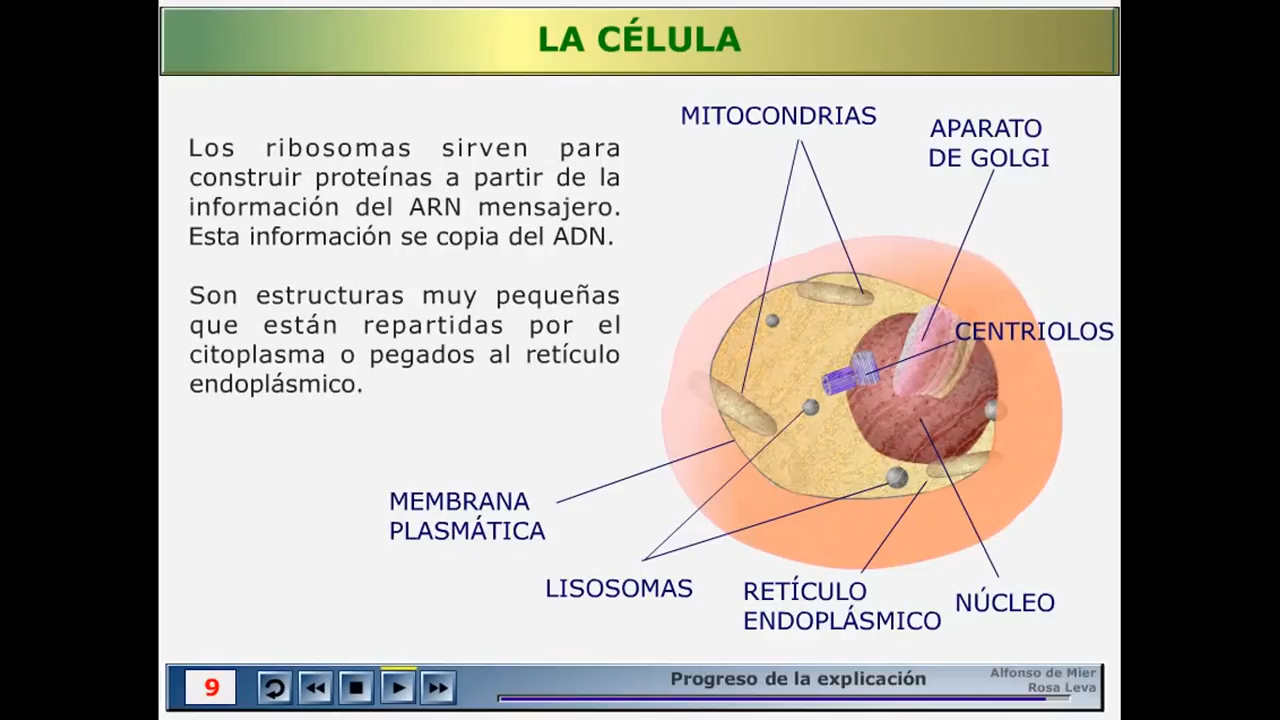 LA CÉLULA
Los ribosomas sirven para
construir proteínas a partir de la
información del ARN mensajero.
Esta información se copia del ADN.
Son estructuras muy pequeñas
que están repartidas por el
citoplasma o pegados al retículo
endoplásmico.
MITOCONDRIAS
APARATO
DE GOLGI
CENTRIOLOS
MEMBRANA
PLASMÁTICA
LISOSOMAS
RETÍCULO
ENDOPLÁSMICO
NÚCLEO
9
Progreso de la explicación
Alfonso de Mier
Rosa Leva